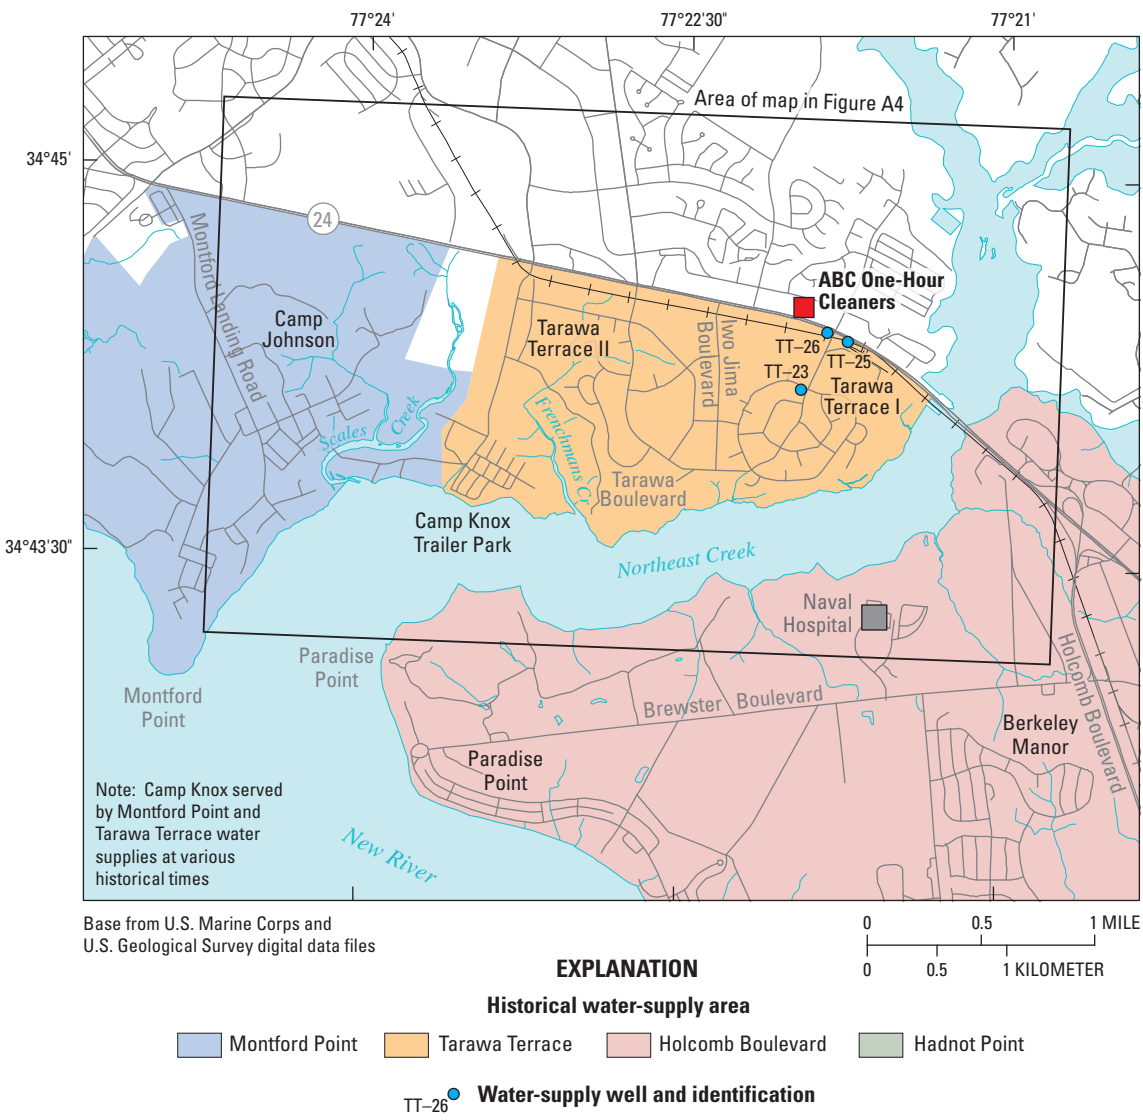 77°24'
77°22'30"
77°21'
Area of map in Figure A4
34°45'
24
Montford Landing Road
ABC One-Hour
Cleaners
Camp
Johnson
Tarawa
Terrace II
Iwo Jima
Boulevard
TT–26
TT–25
TT–23
Tarawa
Terrace I
Scales Creek
Frenchmans Cr
Tarawa
Boulevard
Camp Knox
Trailer Park
34°43'30"
Northeast Creek
Naval
Hospital
Paradise
Point
Montford
Point
Holcomb Boulevard
Brewster Boulevard
Berkeley
Manor
Paradise
Point
Note: Camp Knox served
by Montford Point and
Tarawa Terrace water
supplies at various
historical times
New River
Base from U.S. Marine Corps and
U.S. Geological Survey digital data files
0 0.5 1 MILE
0 0.5 1 KILOMETER
EXPLANATION
Historical water-supply area
Montford Point
Tarawa Terrace
Holcomb Boulevard
Hadnot Point
TT–26
Water-supply well and identification